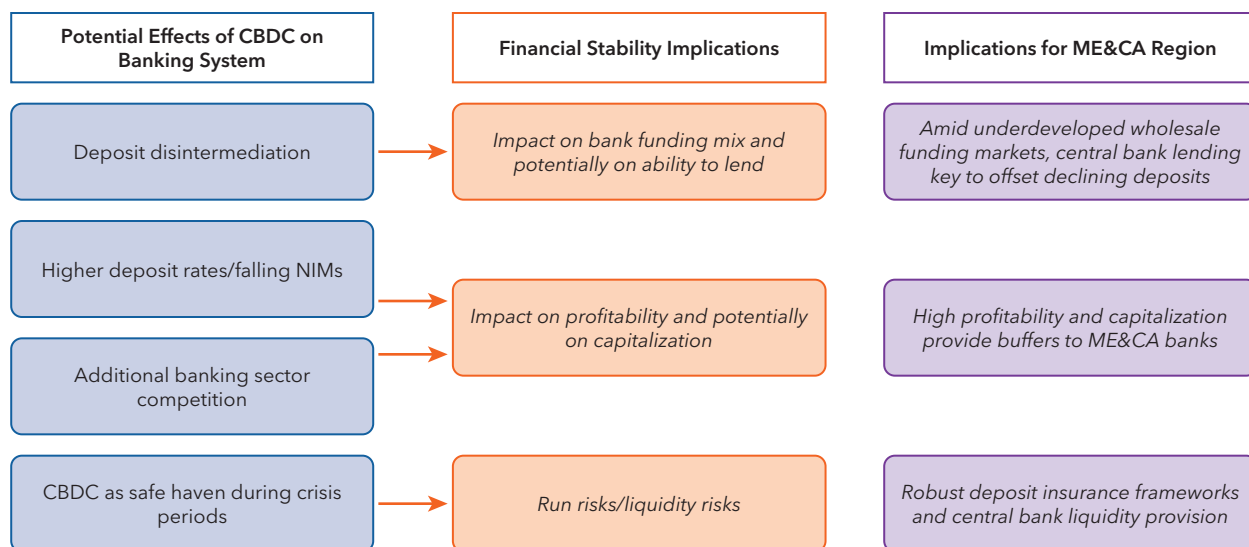 Potential Effects of CBDC on
Banking System
Financial Stability Implications
Implications for ME&CA Region
Deposit disintermediation
Impact on bank funding mix and
potentially on ability to lend
Amid underdeveloped wholesale
funding markets, central bank lending
key to offset declining deposits
Higher deposit rates/falling NIMs
Additional banking sector
competition
Impact on profitability and potentially
on capitalization
High profitability and capitalization
provide buffers to ME&CA banks
CBDC as safe haven during crisis
periods
Run risks/liquidity risks
Robust deposit insurance frameworks
and central bank liquidity provision